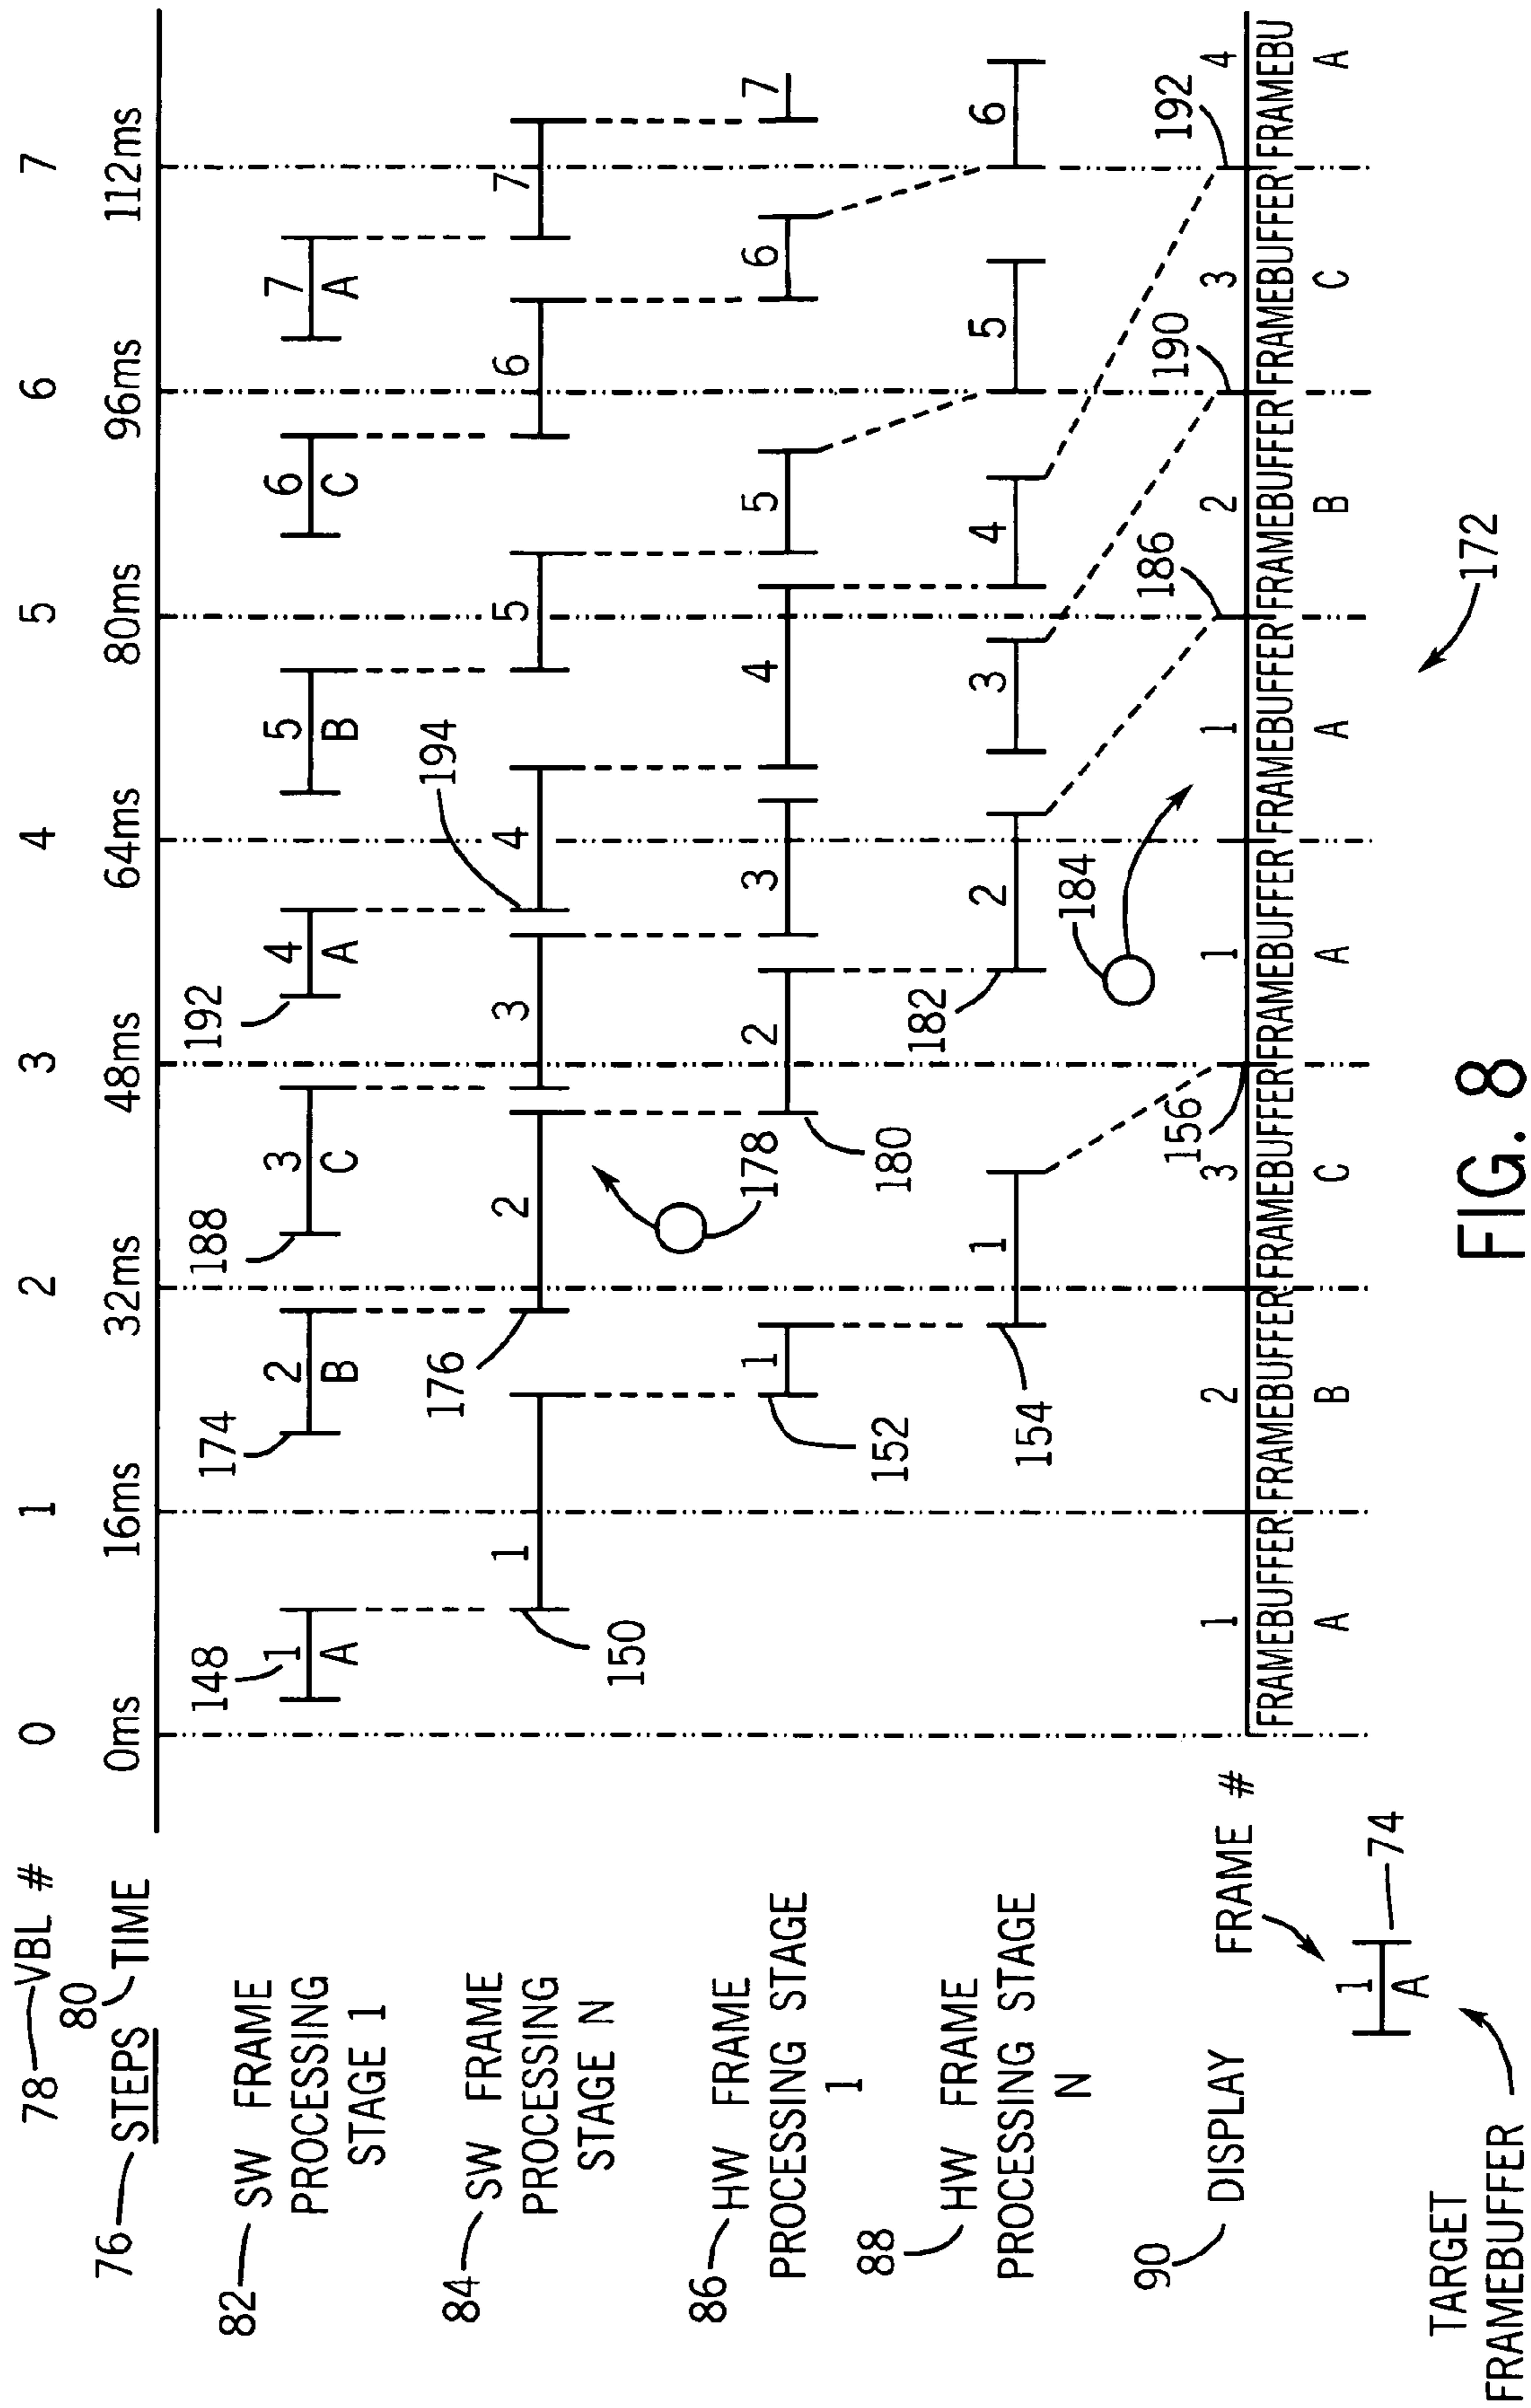 78 VBL # 0 1 2 3 4 5 6 7
76 STEPS 80 TIME 0ms 16ms 32ms 48ms 64ms 80ms 96ms 112ms
82 SW FRAME
PROCESSING
STAGE 1
148 174 188 192
1 2 3 4 5 6 7
A B C A B C A
84 SW FRAME
PROCESSING
STAGE N
176 194
1 2 3 4 5 6 7
150 178
86 HW FRAME
PROCESSING STAGE
1
1 2 3 4 5 6 7
152 180
88 HW FRAME
PROCESSING STAGE
N
182
1 2 3 4 5 6
154 184
90 DISPLAY
156 186 190 192
FRAME # 1 2 3 1 1 2 3 4
FRAMEBUFFER FRAMEBUFFER FRAMEBUFFER FRAMEBUFFER FRAMEBUFFER FRAMEBUFFER FRAMEBUFFER FRAMEBU
A B C A A B C A
1
A
74
TARGET
FRAMEBUFFER
172
FIG. 8